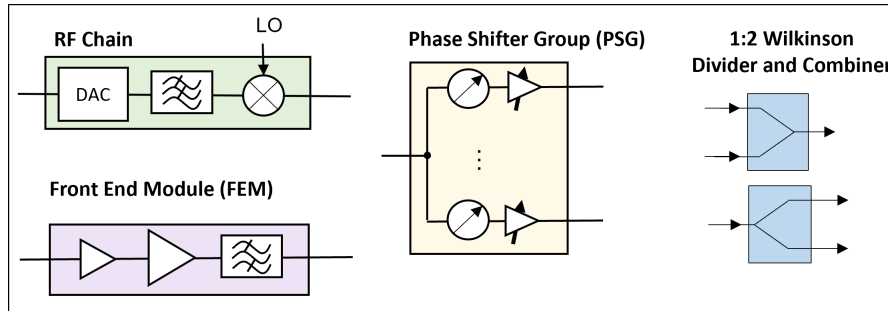 RF Chain
LO
DAC
Front End Module (FEM)
Phase Shifter Group (PSG)
1:2 Wilkinson
Divider and Combiner